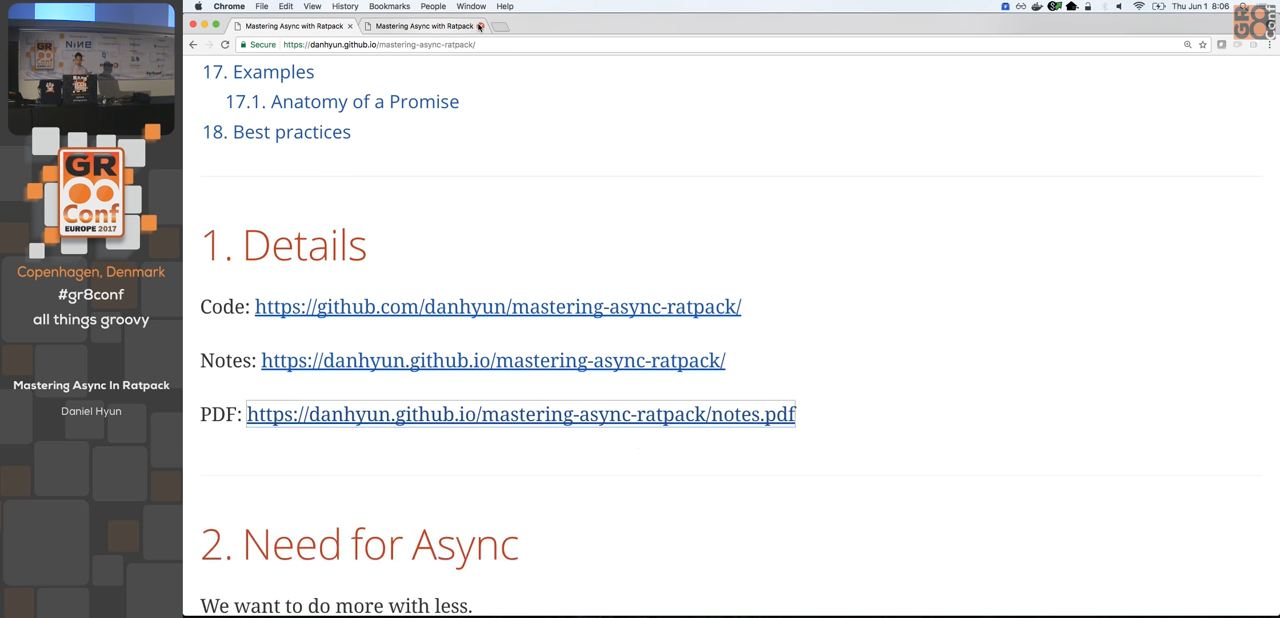 Chrome File Edit View History Bookmarks People Window Help
Thu Jun 1 8:06
Mastering Async with Ratpack
Mastering Async with Ratpack
Secure https://danhyun.github.io/mastering-async-ratpack/
17. Examples
17.1. Anatomy of a Promise
18. Best practices
1. Details
Code: https://github.com/danhyun/mastering-async-ratpack/
Notes: https://danhyun.github.io/mastering-async-ratpack/
PDF: https://danhyun.github.io/mastering-async-ratpack/notes.pdf
2. Need for Async
We want to do more with less.
GR
Conf
EUROPE 2017
Copenhagen, Denmark
#gr8conf
all things groovy
Mastering Async In Ratpack
Daniel Hyun
GR
conf